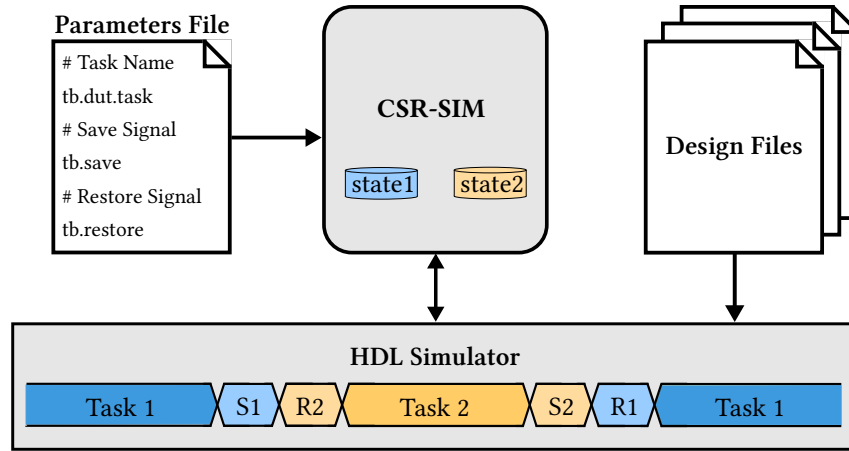 Parameters File
# Task Name
tb.dut.task
# Save Signal
tb.save
# Restore Signal
tb.restore
CSR-SIM
state1
state2
Design Files
HDL Simulator
Task 1
S1
R2
Task 2
S2
R1
Task 1